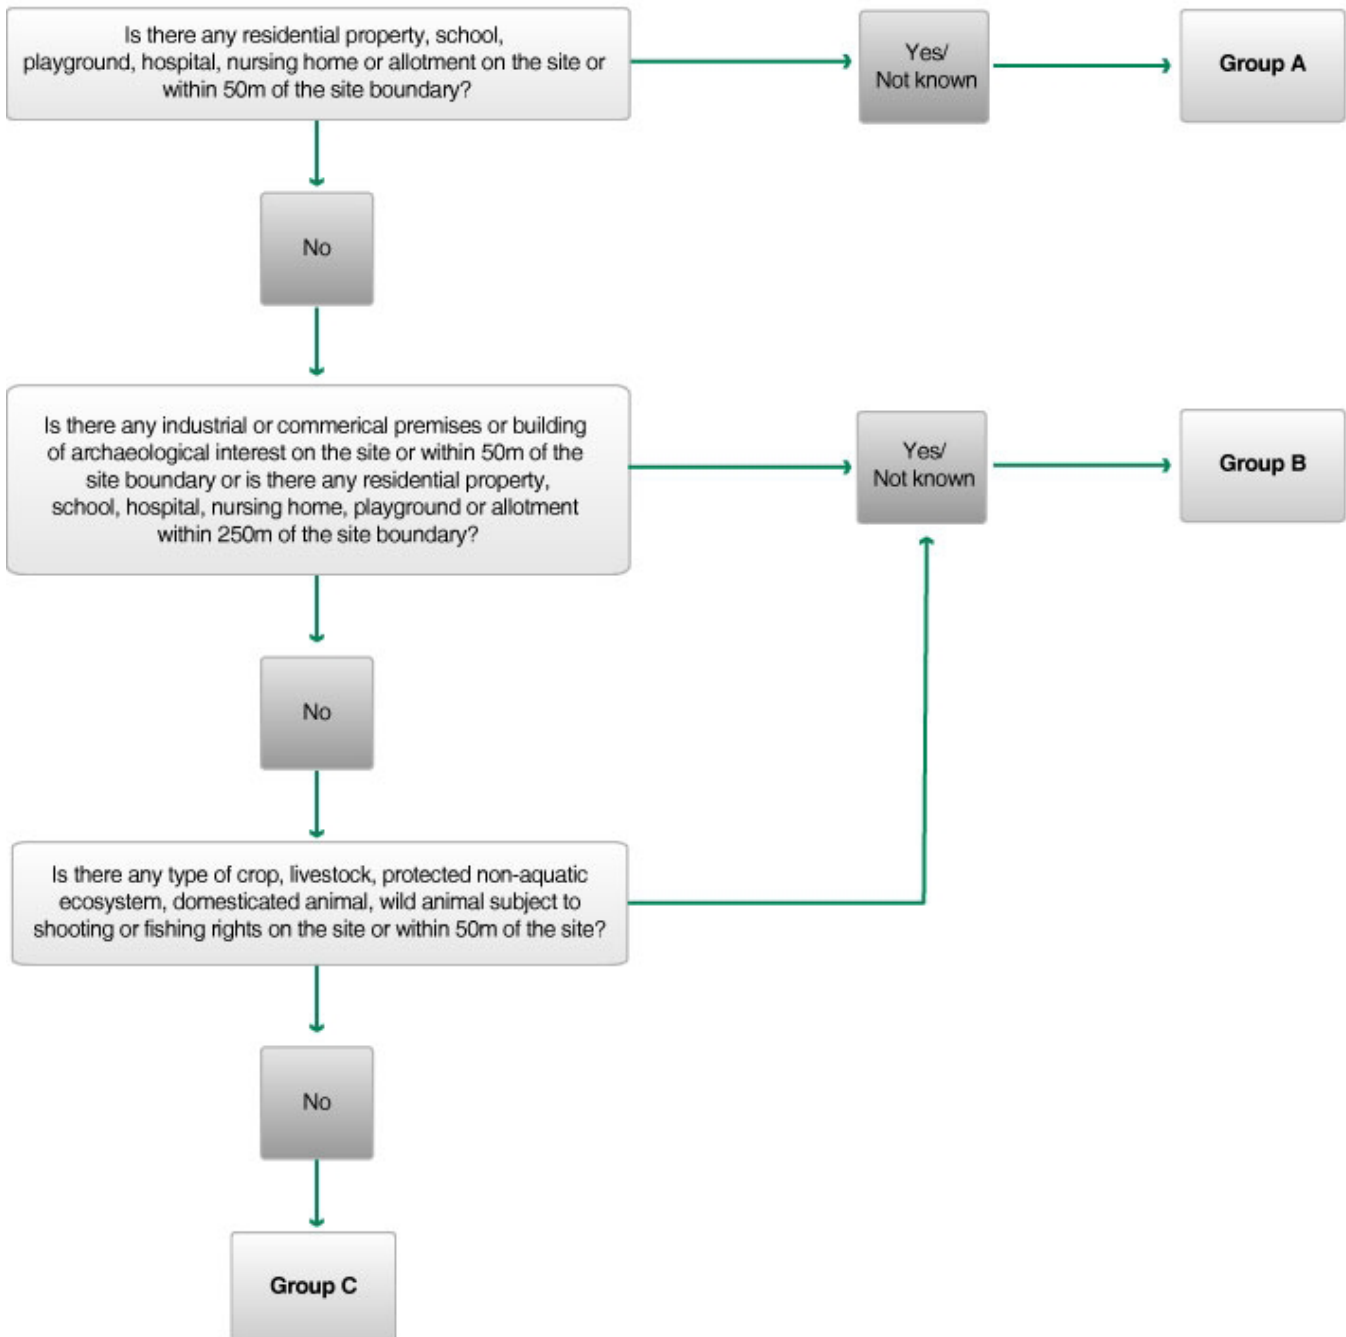 Is there any residential property, school,
playground, hospital, nursing home or allotment on the site or
within 50m of the site boundary?
Yes/
Not known
Group A
No
Is there any industrial or commerical premises or building
of archaeological interest on the site or within 50m of the
site boundary or is there any residential property,
school, hospital, nursing home, playground or allotment
within 250m of the site boundary?
Yes/
Not known
Group B
No
Is there any type of crop, livestock, protected non-aquatic
ecosystem, domesticated animal, wild animal subject to
shooting or fishing rights on the site or within 50m of the site?
No
Group C